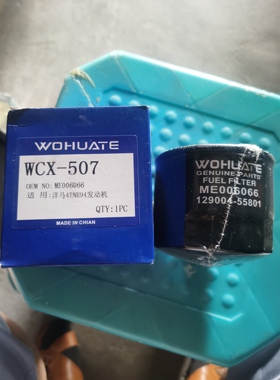 WOHUATE
WCX-507
OEM NO:ME006066
适 用:洋马4TNE94发动机
QTY:1PC
MADE IN CHIAN
WOHUATE
GENUINE PARTS
FUEL FILTER
ME006066
129004-55801